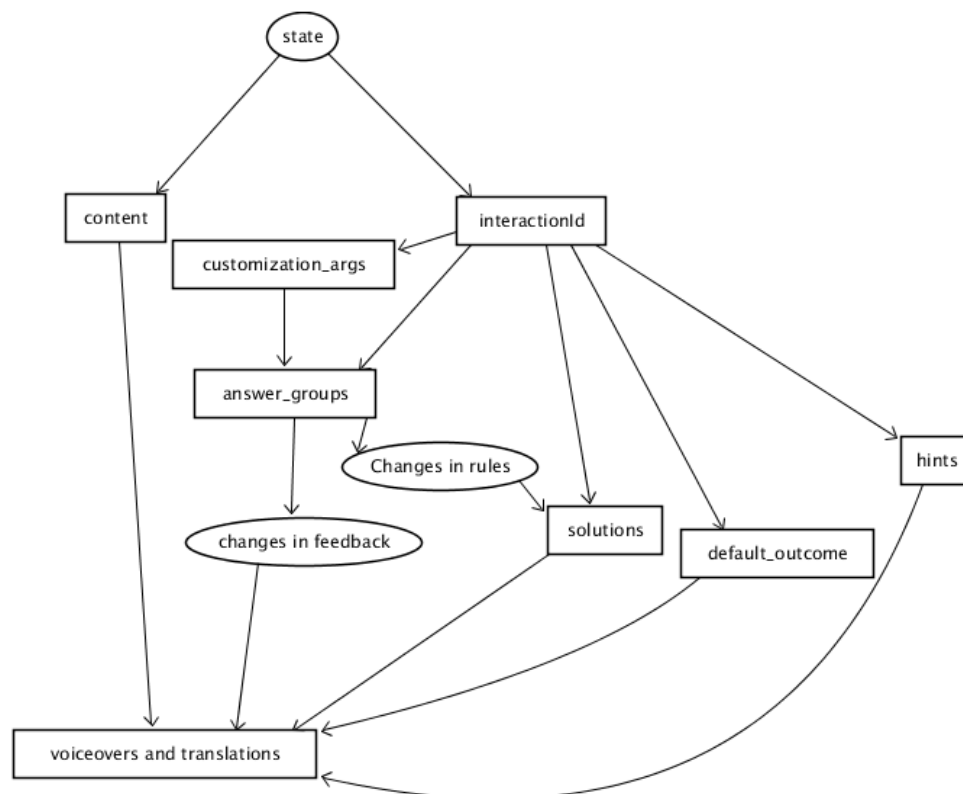 state
content
interactionId
customization_args
answer_groups
Changes in rules
hints
solutions
changes in feedback
default_outcome
voiceovers and translations